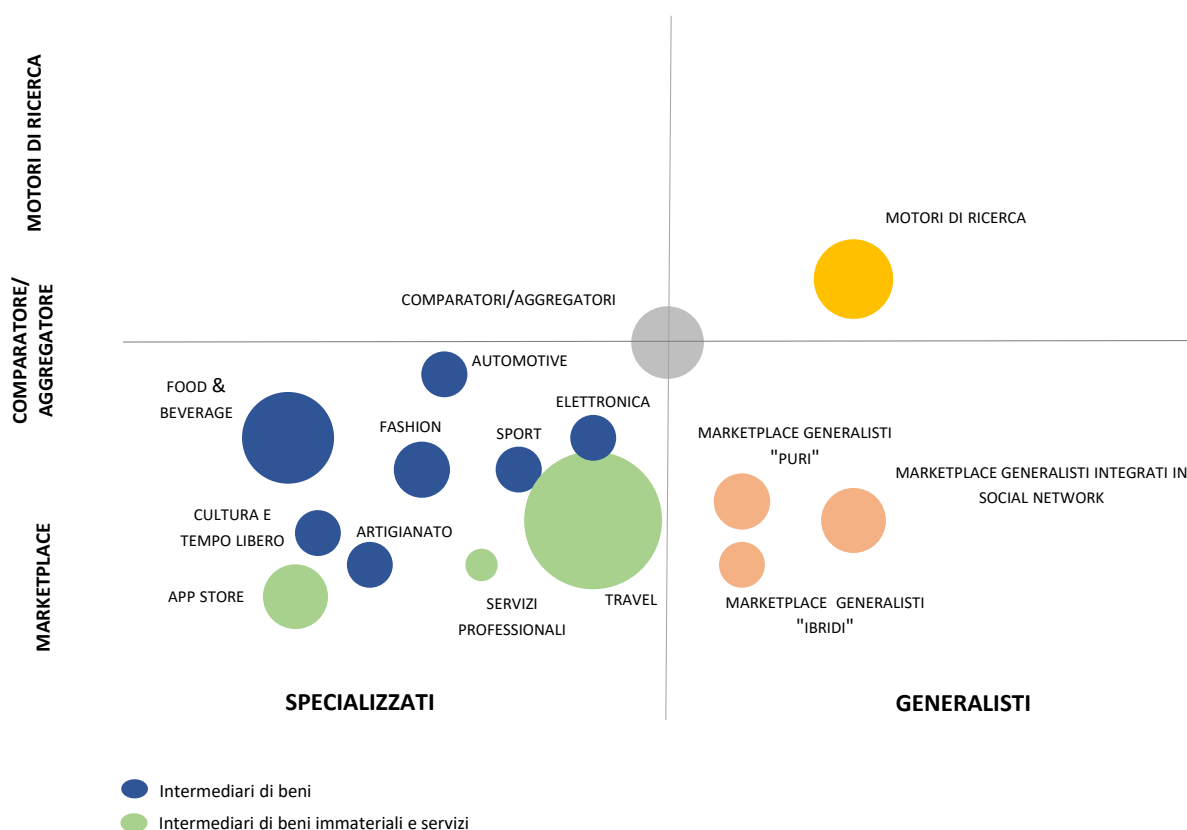 MOTORI DI RICERCA
MOTORI DI RICERCA
COMPARATORE/
AGGREGATORE
COMPARATORI/AGGREGATORI
AUTOMOTIVE
FOOD &
BEVERAGE
ELETTRONICA
FASHION
SPORT
MARKETPLACE GENERALISTI
"PURI"
MARKETPLACE GENERALISTI INTEGRATI IN
SOCIAL NETWORK
CULTURA E
TEMPO LIBERO
ARTIGIANATO
MARKETPLACE
APP STORE
SERVIZI
PROFESSIONALI
TRAVEL
MARKETPLACE GENERALISTI
"IBRIDI"
SPECIALIZZATI
GENERALISTI
Intermediari di beni
Intermediari di beni immateriali e servizi